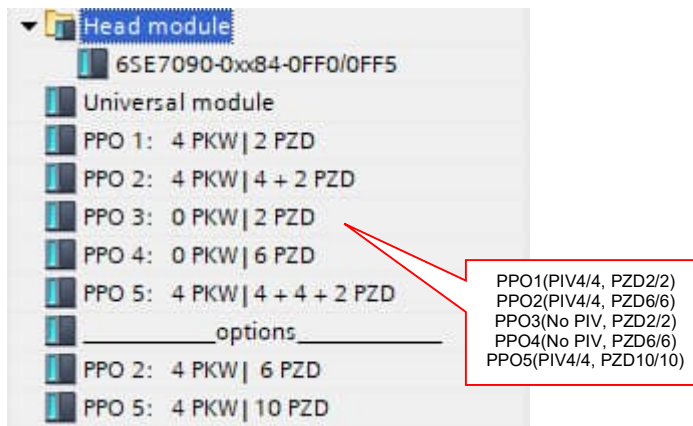 Head module
6SE7090-0xx84-0FF0/0FF5
Universal module
PPO 1: 4 PKW | 2 PZD
PPO 2: 4 PKW | 4 + 2 PZD
PPO 3: 0 PKW | 2 PZD
PPO 4: 0 PKW | 6 PZD
PPO 5: 4 PKW | 4 + 4 + 2 PZD
__________options__________
PPO 2: 4 PKW | 6 PZD
PPO 5: 4 PKW | 10 PZD
PPO1(PIV4/4, PZD2/2)
PPO2(PIV4/4, PZD6/6)
PPO3(No PIV, PZD2/2)
PPO4(No PIV, PZD6/6)
PPO5(PIV4/4, PZD10/10)